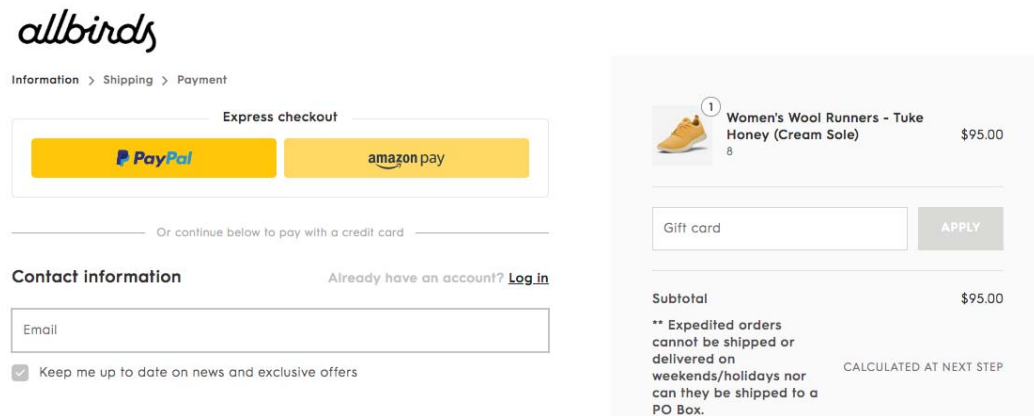 allbirds
Information > Shipping > Payment
Express checkout
PayPal
amazon pay
Or continue below to pay with a credit card
Contact information
Already have an account? Log in
Email
Keep me up to date on news and exclusive offers
1
Women's Wool Runners - Tuke
Honey (Cream Sole)
$95.00
8
Gift card
APPLY
Subtotal
$95.00
** Expedited orders
cannot be shipped or
delivered on
weekends/holidays nor
can they be shipped to a
PO Box.
CALCULATED AT NEXT STEP